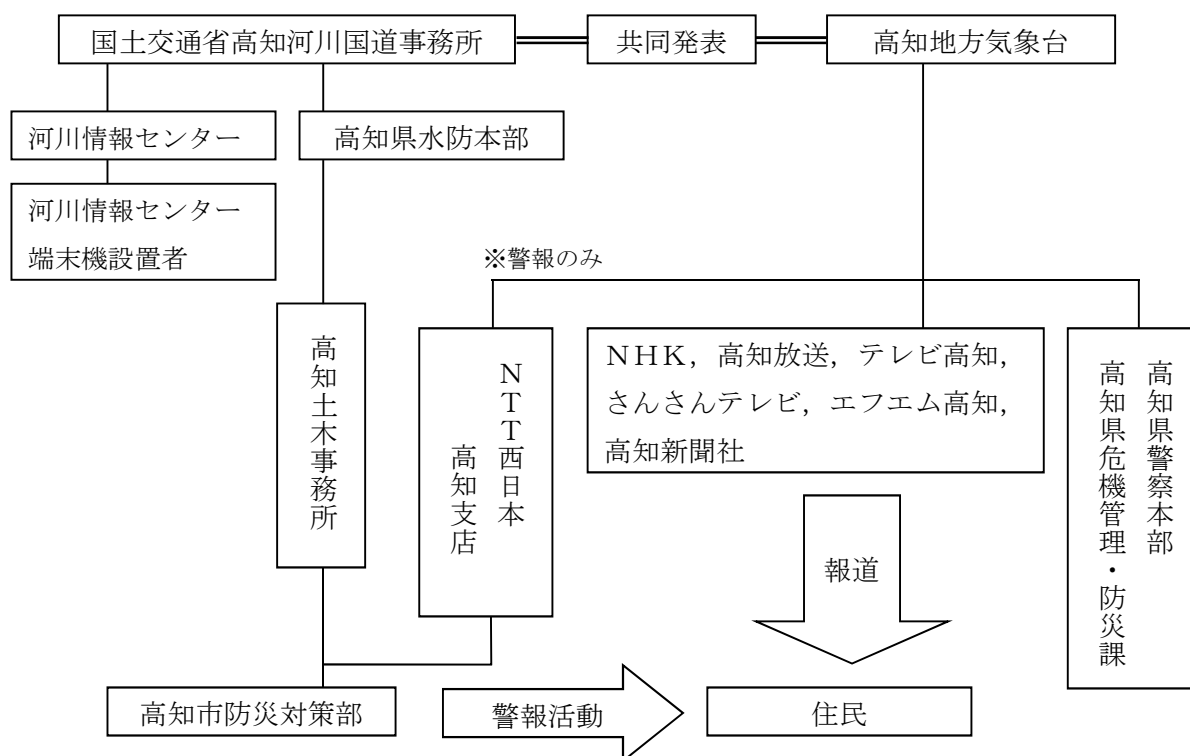 国土交通省高知河川国道事務所
共同発表
高知地方気象台
河川情報センター
高知県水防本部
河川情報センター
端末機設置者
※警報のみ
高知土木事務所
ＮＴＴ西日本
高知支店
ＮＨＫ，高知放送，テレビ高知，
さんさんテレビ，エフエム高知，
高知新聞社
高知県警察本部
高知県危機管理・防災課
報道
高知市防災対策部
警報活動
住民